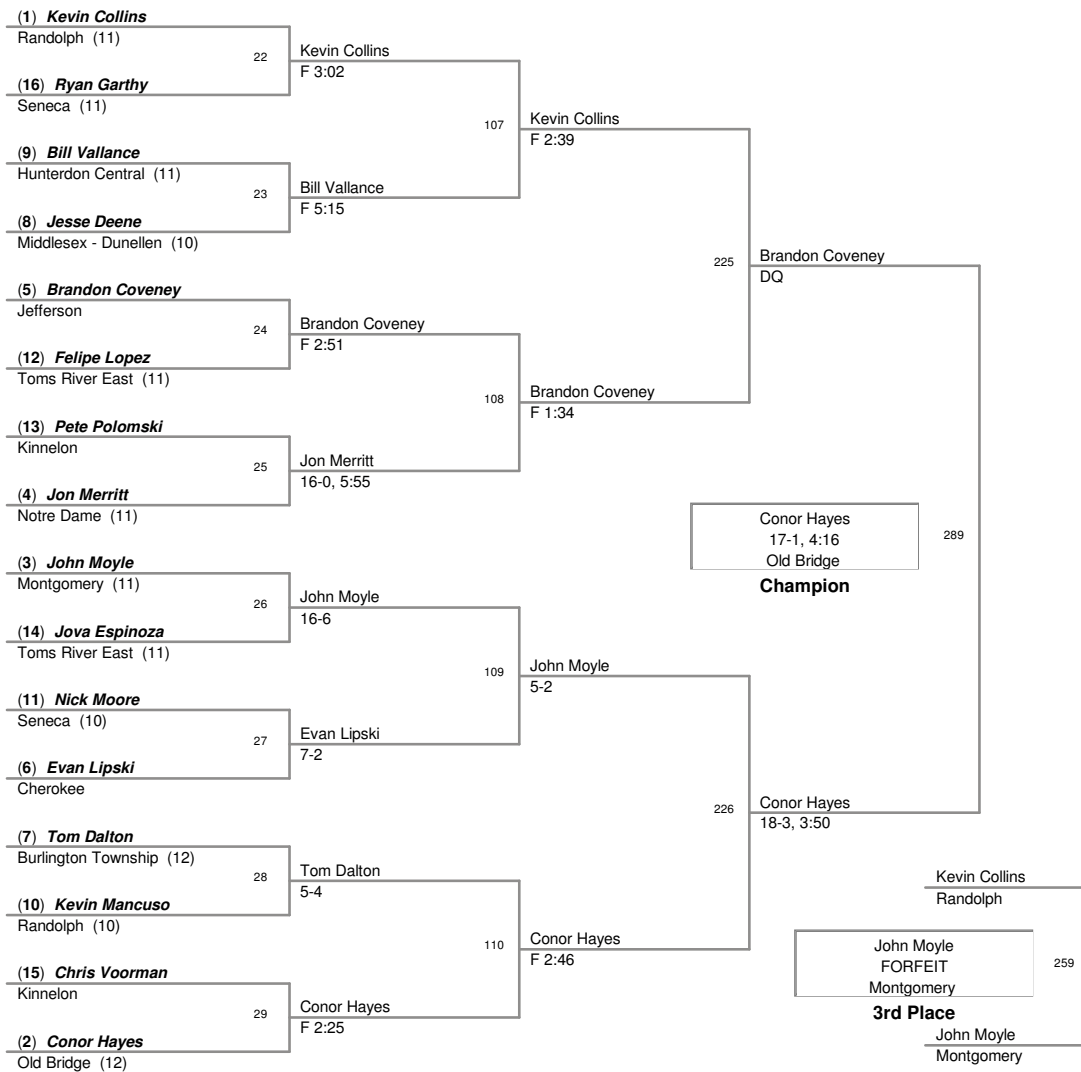 (1) Kevin Collins
Randolph (11)
22
Kevin Collins
F 3:02
(16) Ryan Garthy
Seneca (11)
107
Kevin Collins
F 2:39
(9) Bill Vallance
Hunterdon Central (11)
23
Bill Vallance
F 5:15
(8) Jesse Deene
Middlesex - Dunellen (10)
225
Brandon Coveney
DQ
(5) Brandon Coveney
Jefferson
24
Brandon Coveney
F 2:51
(12) Felipe Lopez
Toms River East (11)
108
Brandon Coveney
F 1:34
(13) Pete Polomski
Kinnelon
25
Jon Merritt
16-0, 5:55
(4) Jon Merritt
Notre Dame (11)
Conor Hayes
17-1, 4:16
Old Bridge
289
Champion
(3) John Moyle
Montgomery (11)
26
John Moyle
16-6
(14) Jova Espinoza
Toms River East (11)
109
John Moyle
5-2
(11) Nick Moore
Seneca (10)
27
Evan Lipski
7-2
(6) Evan Lipski
Cherokee
226
Conor Hayes
18-3, 3:50
(7) Tom Dalton
Burlington Township (12)
28
Tom Dalton
5-4
(10) Kevin Mancuso
Randolph (10)
110
Conor Hayes
F 2:46
(15) Chris Voorman
Kinnelon
29
Conor Hayes
F 2:25
(2) Conor Hayes
Old Bridge (12)
Kevin Collins
Randolph
John Moyle
FORFEIT
Montgomery
259
3rd Place
John Moyle
Montgomery